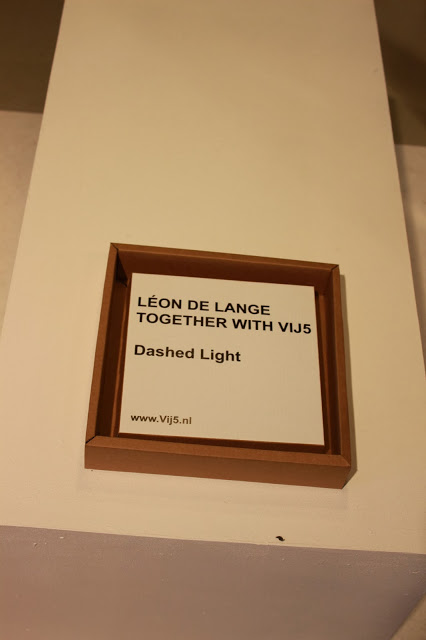 LÉON DE LANGE
TOGETHER WITH VIJ5
Dashed Light
www.Vij5.nl